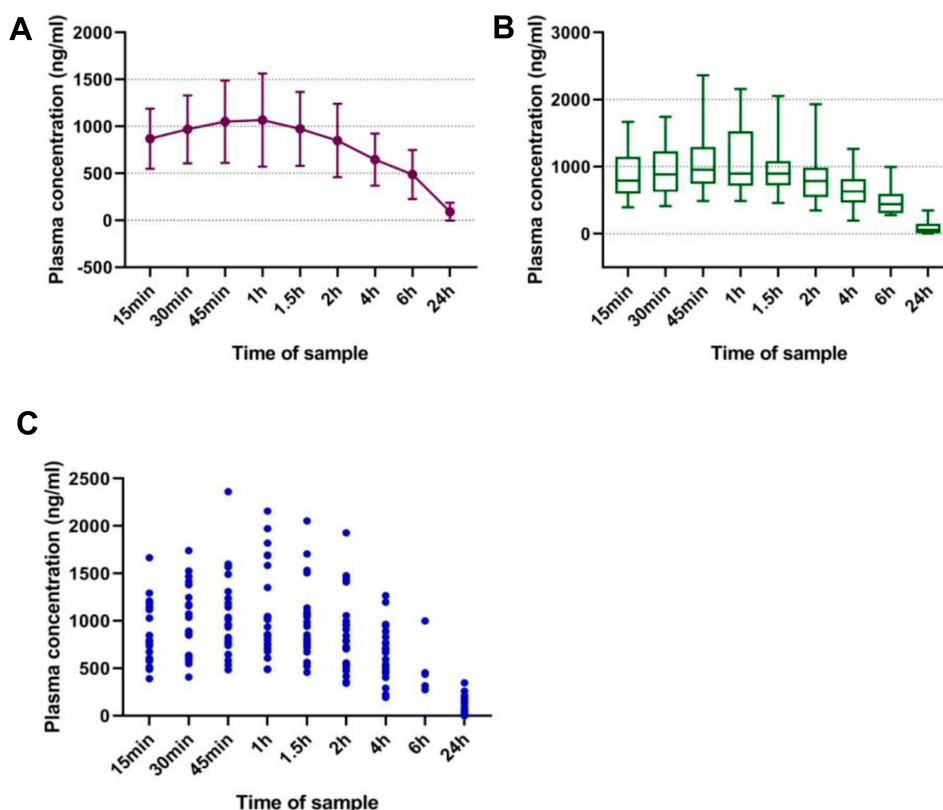 A
Plasma concentration (ng/ml)
2000
1500
1000
500
0
-500
15min
30min
45min
1h
1.5h
2h
4h
6h
24h
Time of sample
B
Plasma concentration (ng/ml)
3000
2000
1000
0
15min
30min
45min
1h
1.5h
2h
4h
6h
24h
Time of sample
C
Plasma concentration (ng/ml)
2500
2000
1500
1000
500
0
15min
30min
45min
1h
1.5h
2h
4h
6h
24h
Time of sample